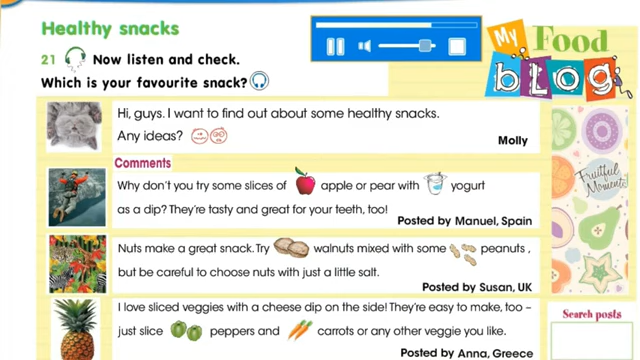 Healthy snacks
21 Now listen and check.
Which is your favourite snack?
My Food
blog
Hi, guys. I want to find out about some healthy snacks.
Any ideas?
Molly
Comments
Why don't you try some slices of apple or pear with yogurt
as a dip? They're tasty and great for your teeth, too!
Posted by Manuel, Spain
Nuts make a great snack. Try walnuts mixed with some peanuts,
but be careful to choose nuts with just a little salt.
Posted by Susan, UK
I love sliced veggies with a cheese dip on the side! They're easy to make, too –
just slice peppers and carrots or any other veggie you like.
Posted by Anna, Greece
Fruitful
Moments
Search posts